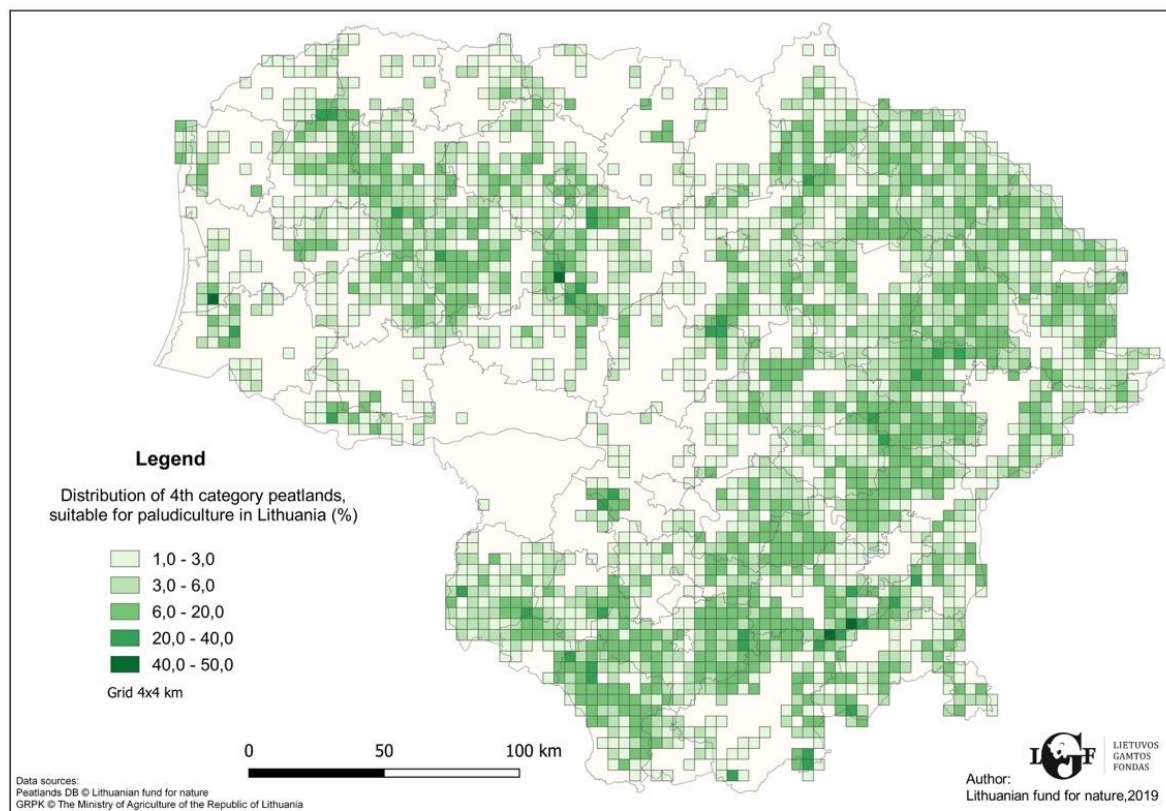 Legend
Distribution of 4th category peatlands,
suitable for paludiculture in Lithuania (%)
1,0 - 3,0
3,0 - 6,0
6,0 - 20,0
20,0 - 40,0
40,0 - 50,0
Grid 4x4 km
0 50 100 km
Data sources:
Peatlands DB © Lithuanian fund for nature
GRPK © The Ministry of Agriculture of the Republic of Lithuania
LGF
LIETUVOS
GAMTOS
FONDAS
Author:
Lithuanian fund for nature,2019